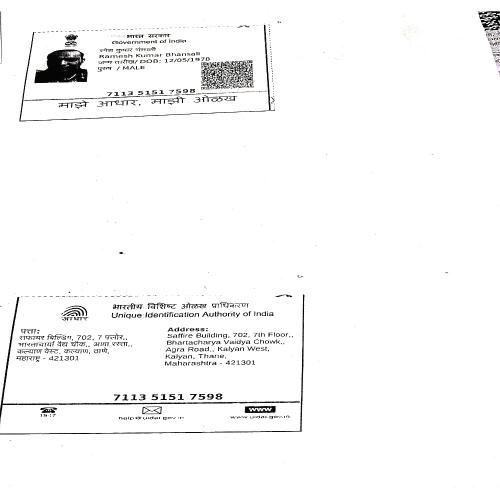 भारत सरकार
Government of India
रमेश कुमार भंसाली
Ramesh Kumar Bhansali
जन्म तारीख/ DOB: 12/05/1970
पुरुष / MALE
7113 5151 7598
माझे आधार, माझी ओळख
भारतीय विशिष्ट ओळख प्राधिकरण
Unique Identification Authority of India
आधार
पत्ता:
साफायर बिल्डिंग, 702, 7 फ्लोर,,
भारताचार्या वैद्य चौक,, आग्रा रस्ता,,
कल्याण वेस्ट, कल्याण, ठाणे,
महाराष्ट्र - 421301
Address:
Saffire Building, 702, 7th Floor,,
Bhartacharya Vaidya Chowk,,
Agra Road,, Kalyan West,
Kalyan, Thane,
Maharashtra - 421301
7113 5151 7598
1947
help@uidai.gov.in
www
www.uidai.gov.in